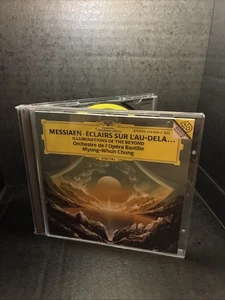 MESSIAEN · ÉCLAIRS SUR L'AU-DELÀ...
ILLUMINATIONS OF THE BEYOND
Orchestre de l'Opéra Bastille
Myung-Whun Chung